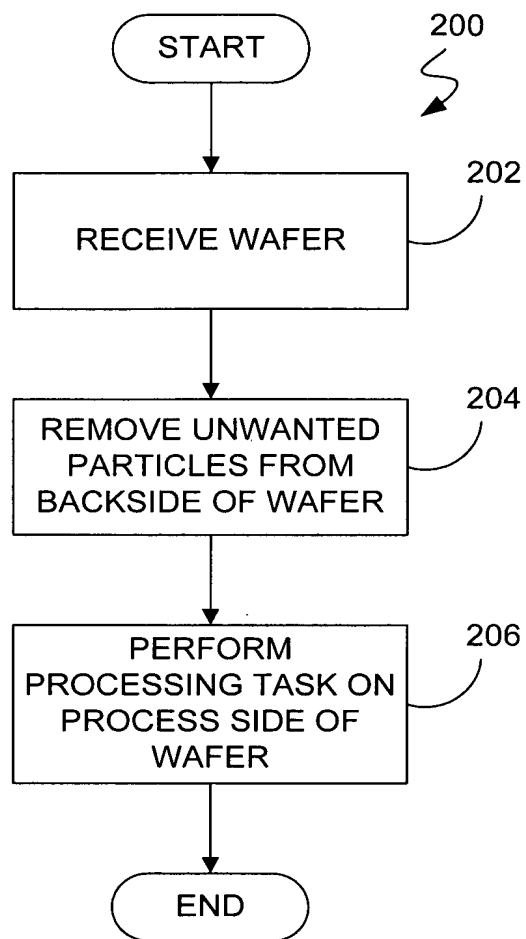 START
200
202
RECEIVE WAFER
204
REMOVE UNWANTED
PARTICLES FROM
BACKSIDE OF WAFER
206
PERFORM
PROCESSING TASK ON
PROCESS SIDE OF
WAFER
END